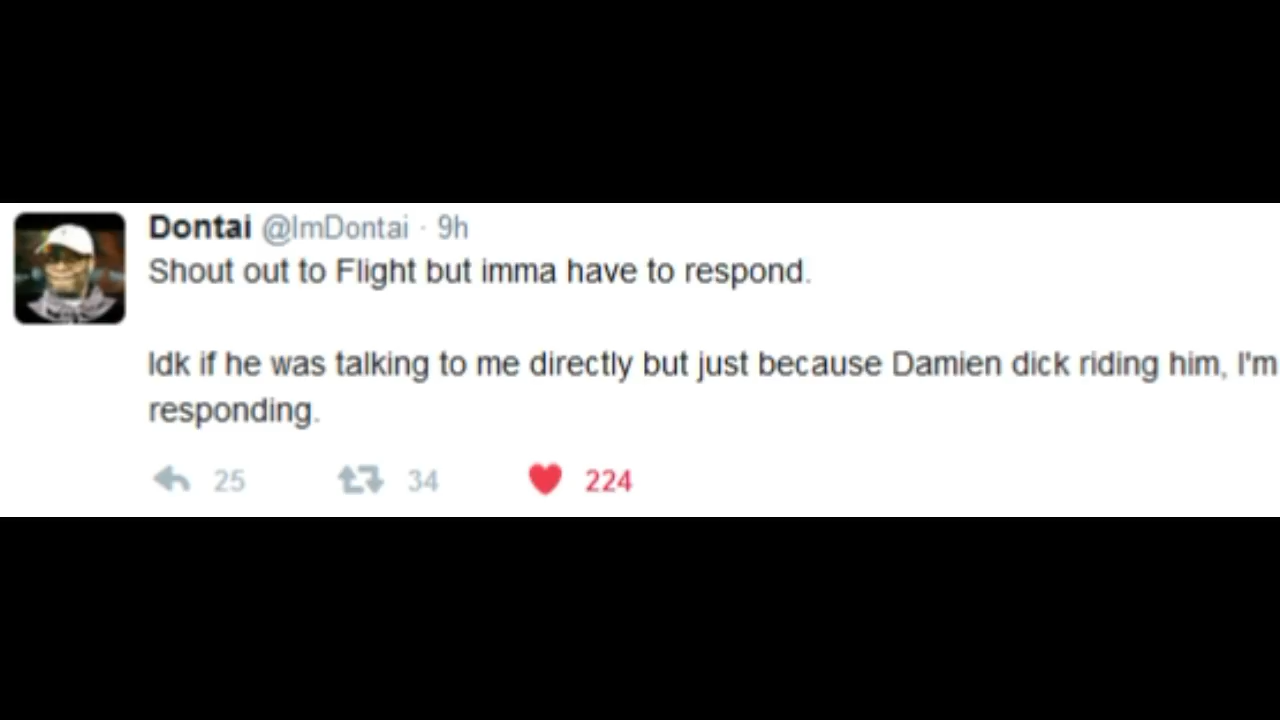 Dontai @ImDontai · 9h
Shout out to Flight but imma have to respond.
Idk if he was talking to me directly but just because Damien dick riding him, I'm
responding.
25 34 224